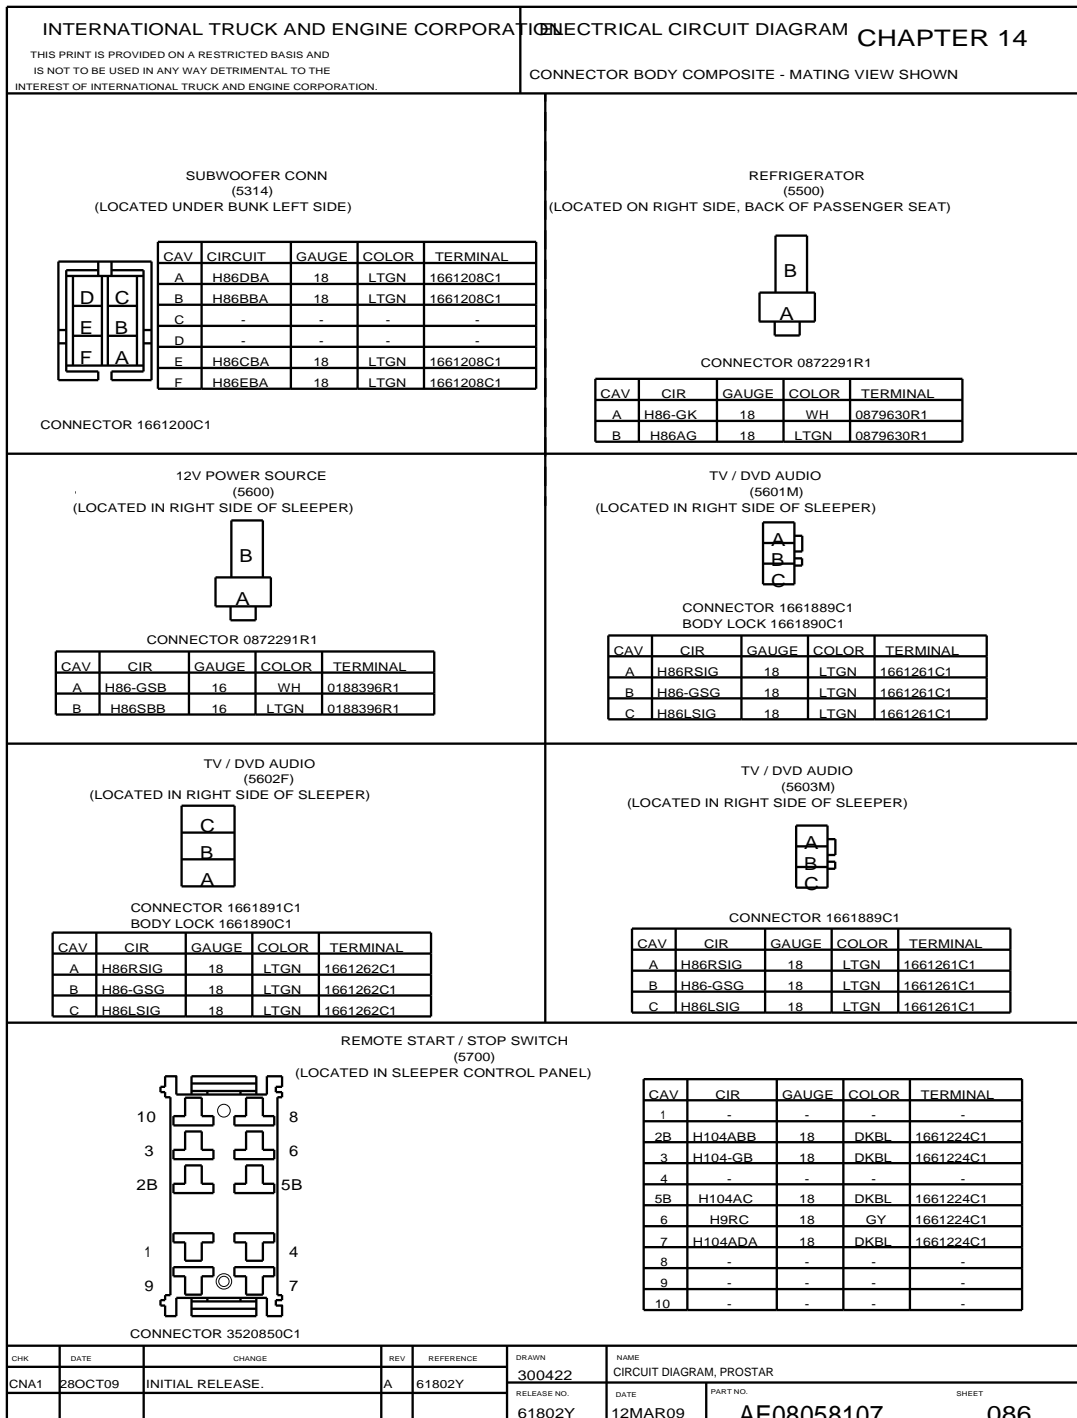 INTERNATIONAL TRUCK AND ENGINE CORPORATION
THIS PRINT IS PROVIDED ON A RESTRICTED BASIS AND
IS NOT TO BE USED IN ANY WAY DETRIMENTAL TO THE
INTEREST OF INTERNATIONAL TRUCK AND ENGINE CORPORATION.
ELECTRICAL CIRCUIT DIAGRAM CHAPTER 14
CONNECTOR BODY COMPOSITE - MATING VIEW SHOWN
SUBWOOFER CONN
(5314)
(LOCATED UNDER BUNK LEFT SIDE)
D C
E B
F A
CAV CIRCUIT GAUGE COLOR TERMINAL
A H86DBA 18 LTGN 1661208C1
B H86BBA 18 LTGN 1661208C1
C - - - -
D - - - -
E H86CBA 18 LTGN 1661208C1
F H86EBA 18 LTGN 1661208C1
CONNECTOR 1661200C1
REFRIGERATOR
(5500)
(LOCATED ON RIGHT SIDE, BACK OF PASSENGER SEAT)
B
A
CONNECTOR 0872291R1
CAV CIR GAUGE COLOR TERMINAL
A H86-GK 18 WH 0879630R1
B H86AG 18 LTGN 0879630R1
12V POWER SOURCE
(5600)
(LOCATED IN RIGHT SIDE OF SLEEPER)
B
A
CONNECTOR 0872291R1
CAV CIR GAUGE COLOR TERMINAL
A H86-GSB 16 WH 0188396R1
B H86SBB 16 LTGN 0188396R1
TV / DVD AUDIO
(5601M)
(LOCATED IN RIGHT SIDE OF SLEEPER)
A
B
C
CONNECTOR 1661889C1
BODY LOCK 1661890C1
CAV CIR GAUGE COLOR TERMINAL
A H86RSIG 18 LTGN 1661261C1
B H86-GSG 18 LTGN 1661261C1
C H86LSIG 18 LTGN 1661261C1
TV / DVD AUDIO
(5602F)
(LOCATED IN RIGHT SIDE OF SLEEPER)
C
B
A
CONNECTOR 1661891C1
BODY LOCK 1661890C1
CAV CIR GAUGE COLOR TERMINAL
A H86RSIG 18 LTGN 1661262C1
B H86-GSG 18 LTGN 1661262C1
C H86LSIG 18 LTGN 1661262C1
TV / DVD AUDIO
(5603M)
(LOCATED IN RIGHT SIDE OF SLEEPER)
A
B
C
CONNECTOR 1661889C1
CAV CIR GAUGE COLOR TERMINAL
A H86RSIG 18 LTGN 1661261C1
B H86-GSG 18 LTGN 1661261C1
C H86LSIG 18 LTGN 1661261C1
REMOTE START / STOP SWITCH
(5700)
(LOCATED IN SLEEPER CONTROL PANEL)
10 8
3 6
2B 5B
1 4
9 7
CONNECTOR 3520850C1
CAV CIR GAUGE COLOR TERMINAL
1 - - - -
2B H104ABB 18 DKBL 1661224C1
3 H104-GB 18 DKBL 1661224C1
4 - - - -
5B H104AC 18 DKBL 1661224C1
6 H9RC 18 GY 1661224C1
7 H104ADA 18 DKBL 1661224C1
8 - - - -
9 - - - -
10 - - - -
CHK DATE CHANGE REV REFERENCE
CNA1 28OCT09 INITIAL RELEASE. A 61802Y
DRAWN
300422
NAME
CIRCUIT DIAGRAM, PROSTAR
RELEASE NO.
61802Y
DATE
12MAR09
PART NO.
AE08058107
SHEET
086